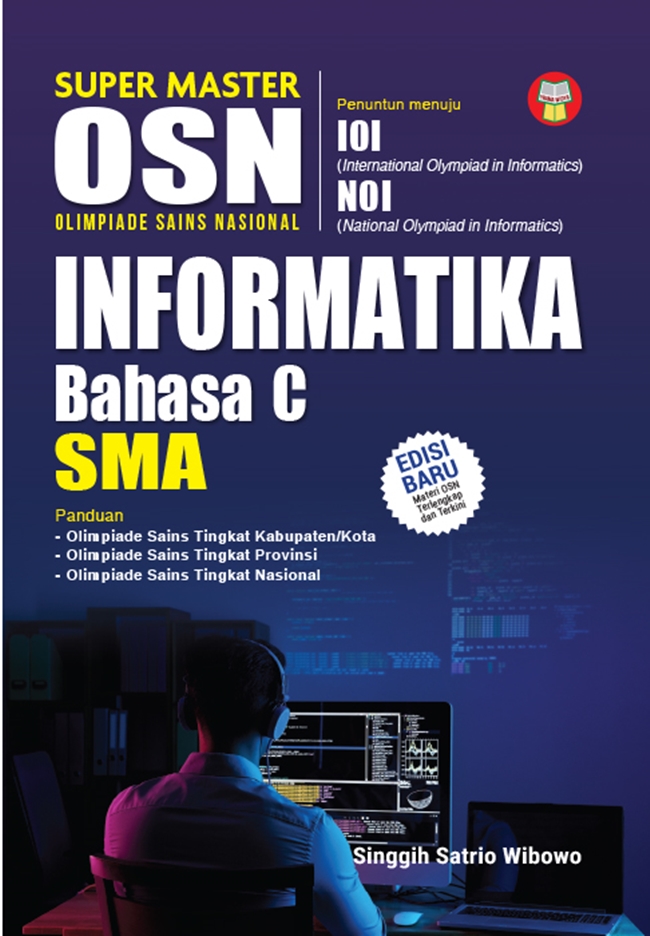 SUPER MASTER
OSN
OLIMPIADE SAINS NASIONAL
Penuntun menuju
IOI
(International Olympiad in Informatics)
NOI
(National Olympiad in Informatics)
INFORMATIKA
Bahasa C
SMA
EDISI
BARU
Materi OSN
Terlengkap
dan Terkini
Panduan
- Olimpiade Sains Tingkat Kabupaten/Kota
- Olimpiade Sains Tingkat Provinsi
- Olimpiade Sains Tingkat Nasional
Singgih Satrio Wibowo